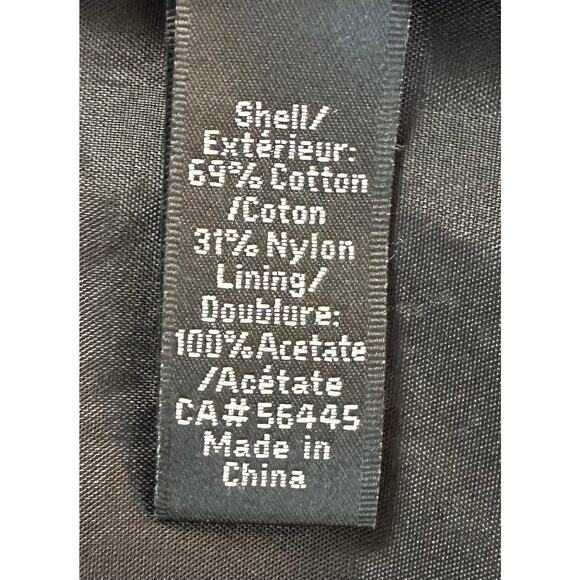 Shell/
Extérieur:
69% Cotton
/Coton
31% Nylon
Lining/
Doublure:
100% Acetate
/Acétate
CA#56445
Made in
China